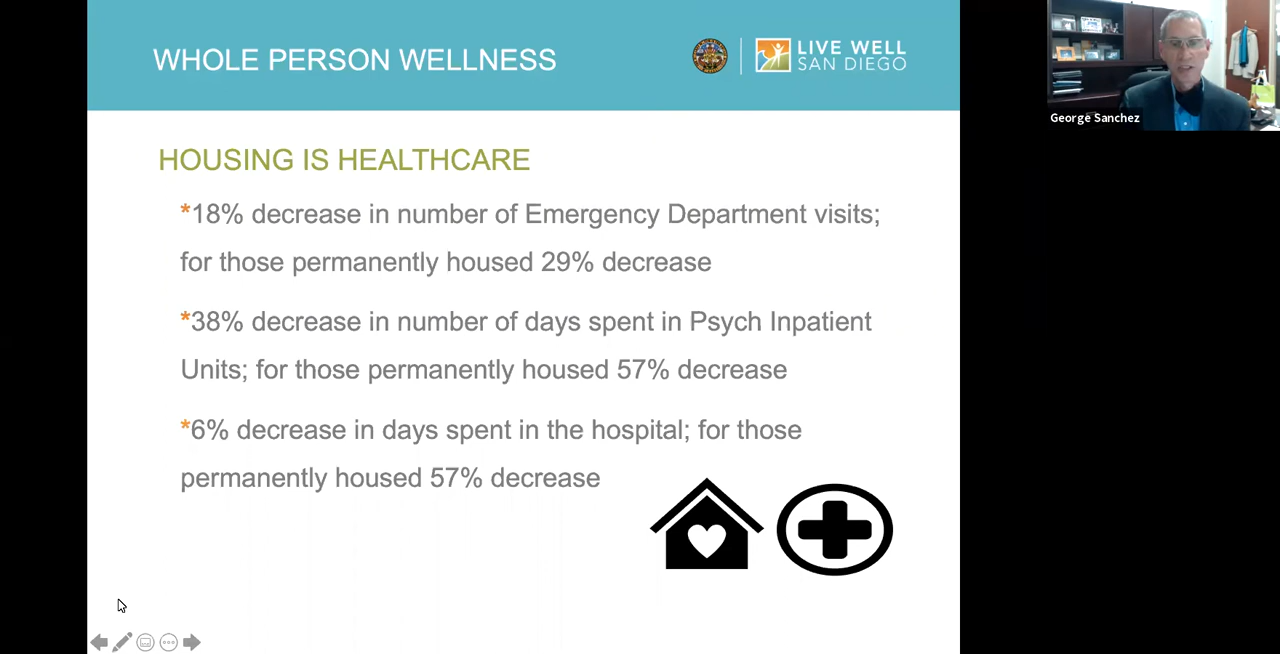 WHOLE PERSON WELLNESS
LIVE WELL
SAN DIEGO
George Sanchez
HOUSING IS HEALTHCARE
*18% decrease in number of Emergency Department visits;
for those permanently housed 29% decrease
*38% decrease in number of days spent in Psych Inpatient
Units; for those permanently housed 57% decrease
*6% decrease in days spent in the hospital; for those
permanently housed 57% decrease